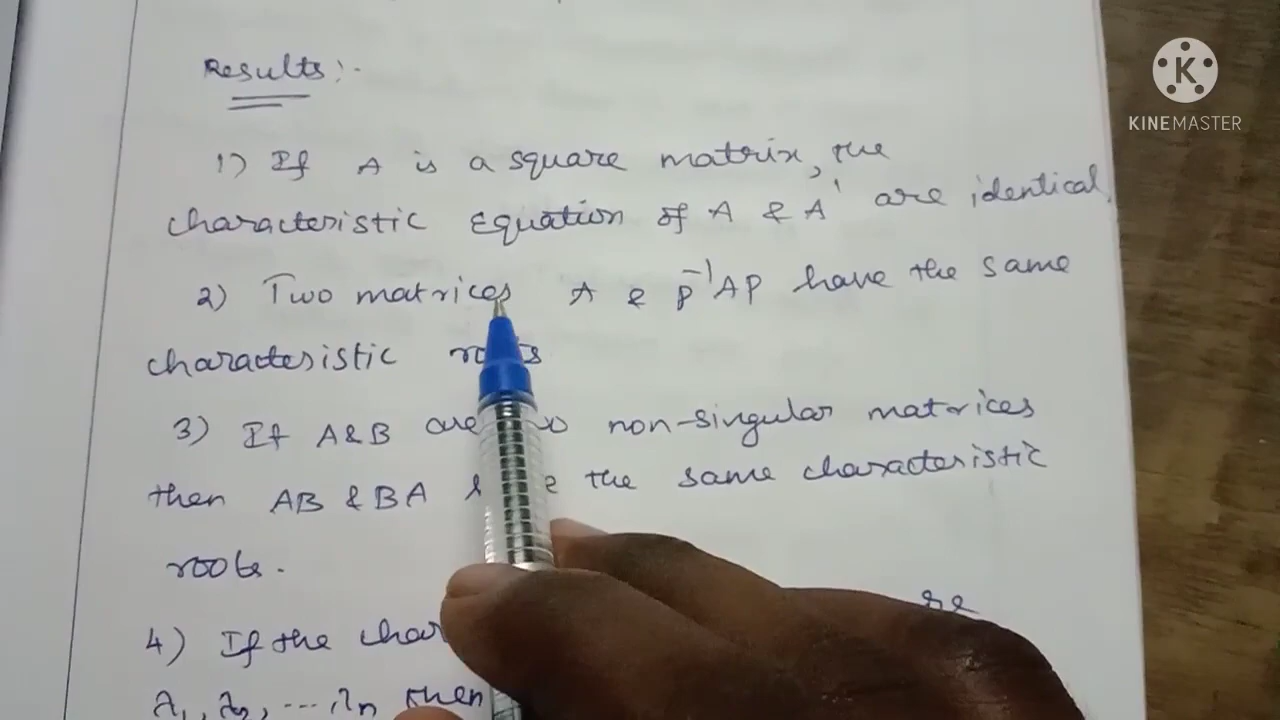 Results:-
1) If A is a square matrix, the
characteristic Equation of A & A' are identical.
2) Two matrices A & P⁻¹AP have the same
characteristic
3) If A&B are non-singular matrices
then AB & BA the same characteristic
roots.
4) If the
λ₁, λ₂, ... λn then
K
KINEMASTER